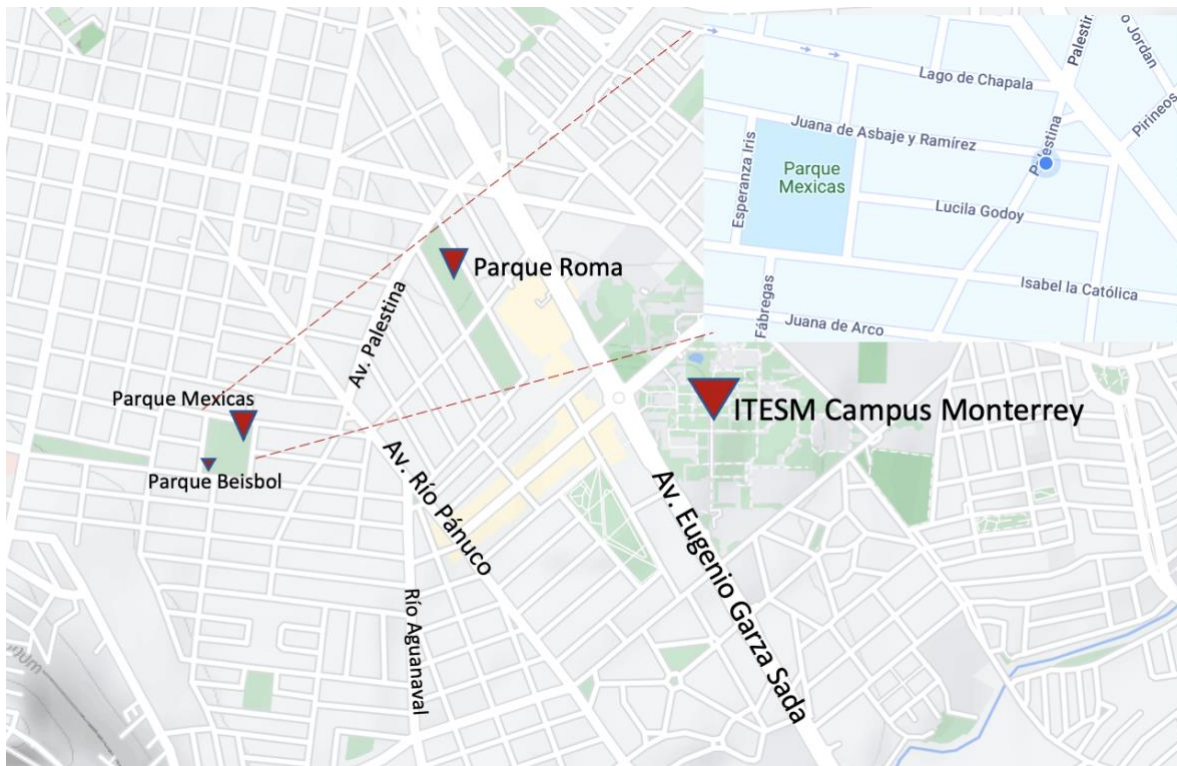 Palestin
o Jordan
Lago de Chapala
Pirineos
Juana de Asbaje y Ramírez
Palestina
Esperanza Iris
Parque
Mexicas
Lucila Godoy
Isabel la Católica
Fábregas
Juana de Arco
Parque Roma
Av. Palestina
Parque Mexicas
ITESM Campus Monterrey
Parque Beisbol
Av. Río Pánuco
Av. Eugenio Garza Sada
Río Aguanaval